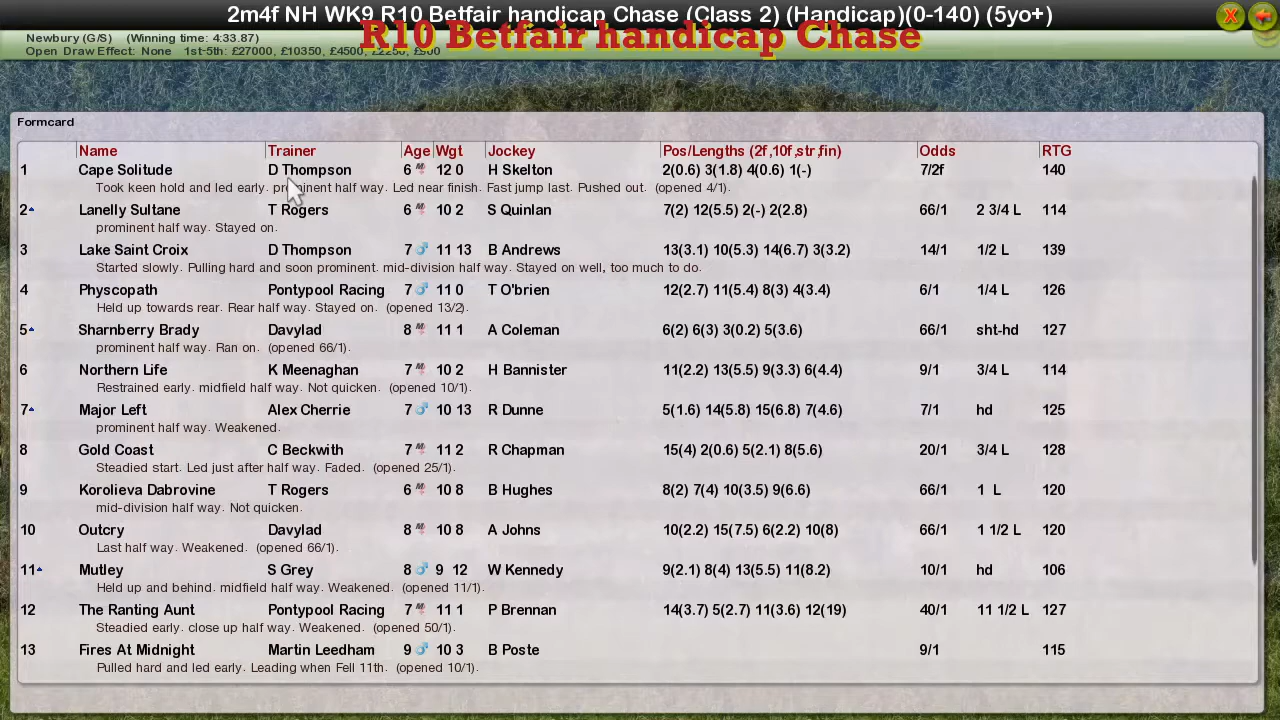 2m4f NH WK9 R10 Betfair handicap Chase (Class 2) (Handicap)(0-140) (5yo+)
R10 Betfair handicap Chase
Newbury (G/S) (Winning time: 4:33.87)
Open Draw Effect: None 1st-5th: £27000, £10350, £4500, £2250, £900
Formcard
Name Trainer Age Wgt Jockey Pos/Lengths (2f,10f,str,fin) Odds RTG
1 Cape Solitude D Thompson 6 12 0 H Skelton 2(0.6) 3(1.8) 4(0.6) 1(-) 7/2f 140
Took keen hold and led early. prominent half way. Led near finish. Fast jump last. Pushed out. (opened 4/1).
2 Lanelly Sultane T Rogers 6 10 2 S Quinlan 7(2) 12(5.5) 2(-) 2(2.8) 66/1 2 3/4 L 114
prominent half way. Stayed on.
3 Lake Saint Croix D Thompson 7 11 13 B Andrews 13(3.1) 10(5.3) 14(6.7) 3(3.2) 14/1 1/2 L 139
Started slowly. Pulling hard and soon prominent. mid-division half way. Stayed on well, too much to do.
4 Physcopath Pontypool Racing 7 11 0 T O'brien 12(2.7) 11(5.4) 8(3) 4(3.4) 6/1 1/4 L 126
Held up towards rear. Rear half way. Stayed on. (opened 13/2).
5 Sharnberry Brady Davylad 8 11 1 A Coleman 6(2) 6(3) 3(0.2) 5(3.6) 66/1 sht-hd 127
prominent half way. Ran on. (opened 66/1).
6 Northern Life K Meenaghan 7 10 2 H Bannister 11(2.2) 13(5.5) 9(3.3) 6(4.4) 9/1 3/4 L 114
Restrained early. midfield half way. Not quicken. (opened 10/1).
7 Major Left Alex Cherrie 7 10 13 R Dunne 5(1.6) 14(5.8) 15(6.8) 7(4.6) 7/1 hd 125
prominent half way. Weakened.
8 Gold Coast C Beckwith 7 11 2 R Chapman 15(4) 2(0.6) 5(2.1) 8(5.6) 20/1 3/4 L 128
Steadied start. Led just after half way. Faded. (opened 25/1).
9 Korolieva Dabrovine T Rogers 6 10 8 B Hughes 8(2) 7(4) 10(3.5) 9(6.6) 66/1 1 L 120
mid-division half way. Not quicken.
10 Outcry Davylad 8 10 8 A Johns 10(2.2) 15(7.5) 6(2.2) 10(8) 66/1 1 1/2 L 120
Last half way. Weakened. (opened 66/1).
11 Mutley S Grey 8 9 12 W Kennedy 9(2.1) 8(4) 13(5.5) 11(8.2) 10/1 hd 106
Held up and behind. midfield half way. Weakened. (opened 11/1).
12 The Ranting Aunt Pontypool Racing 7 11 1 P Brennan 14(3.7) 5(2.7) 11(3.6) 12(19) 40/1 11 1/2 L 127
Steadied early. close up half way. Weakened. (opened 50/1).
13 Fires At Midnight Martin Leedham 9 10 3 B Poste 9/1 115
Pulled hard and led early. Leading when Fell 11th. (opened 10/1).